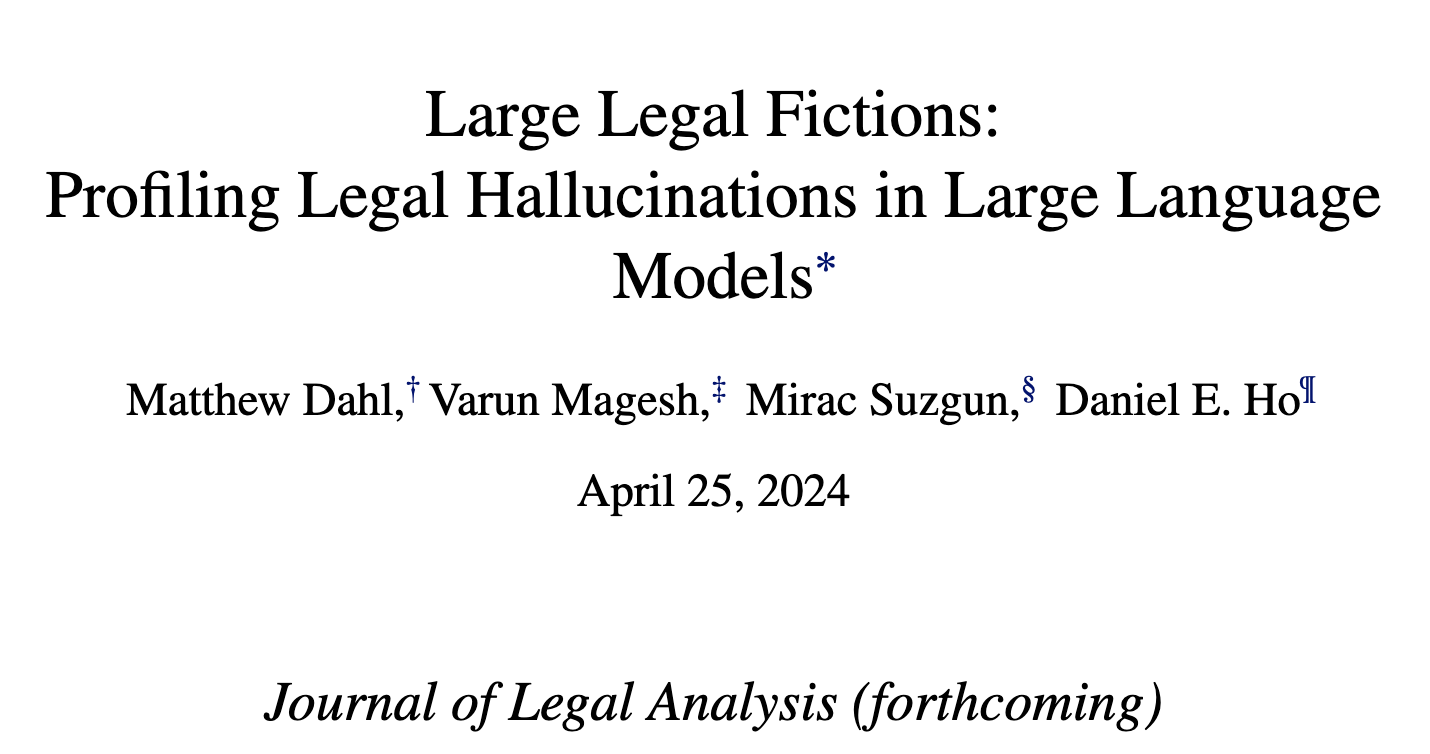 Large Legal Fictions:
Profiling Legal Hallucinations in Large Language
Models*
Matthew Dahl,† Varun Magesh,‡ Mirac Suzgun,§ Daniel E. Ho¶
April 25, 2024
Journal of Legal Analysis (forthcoming)